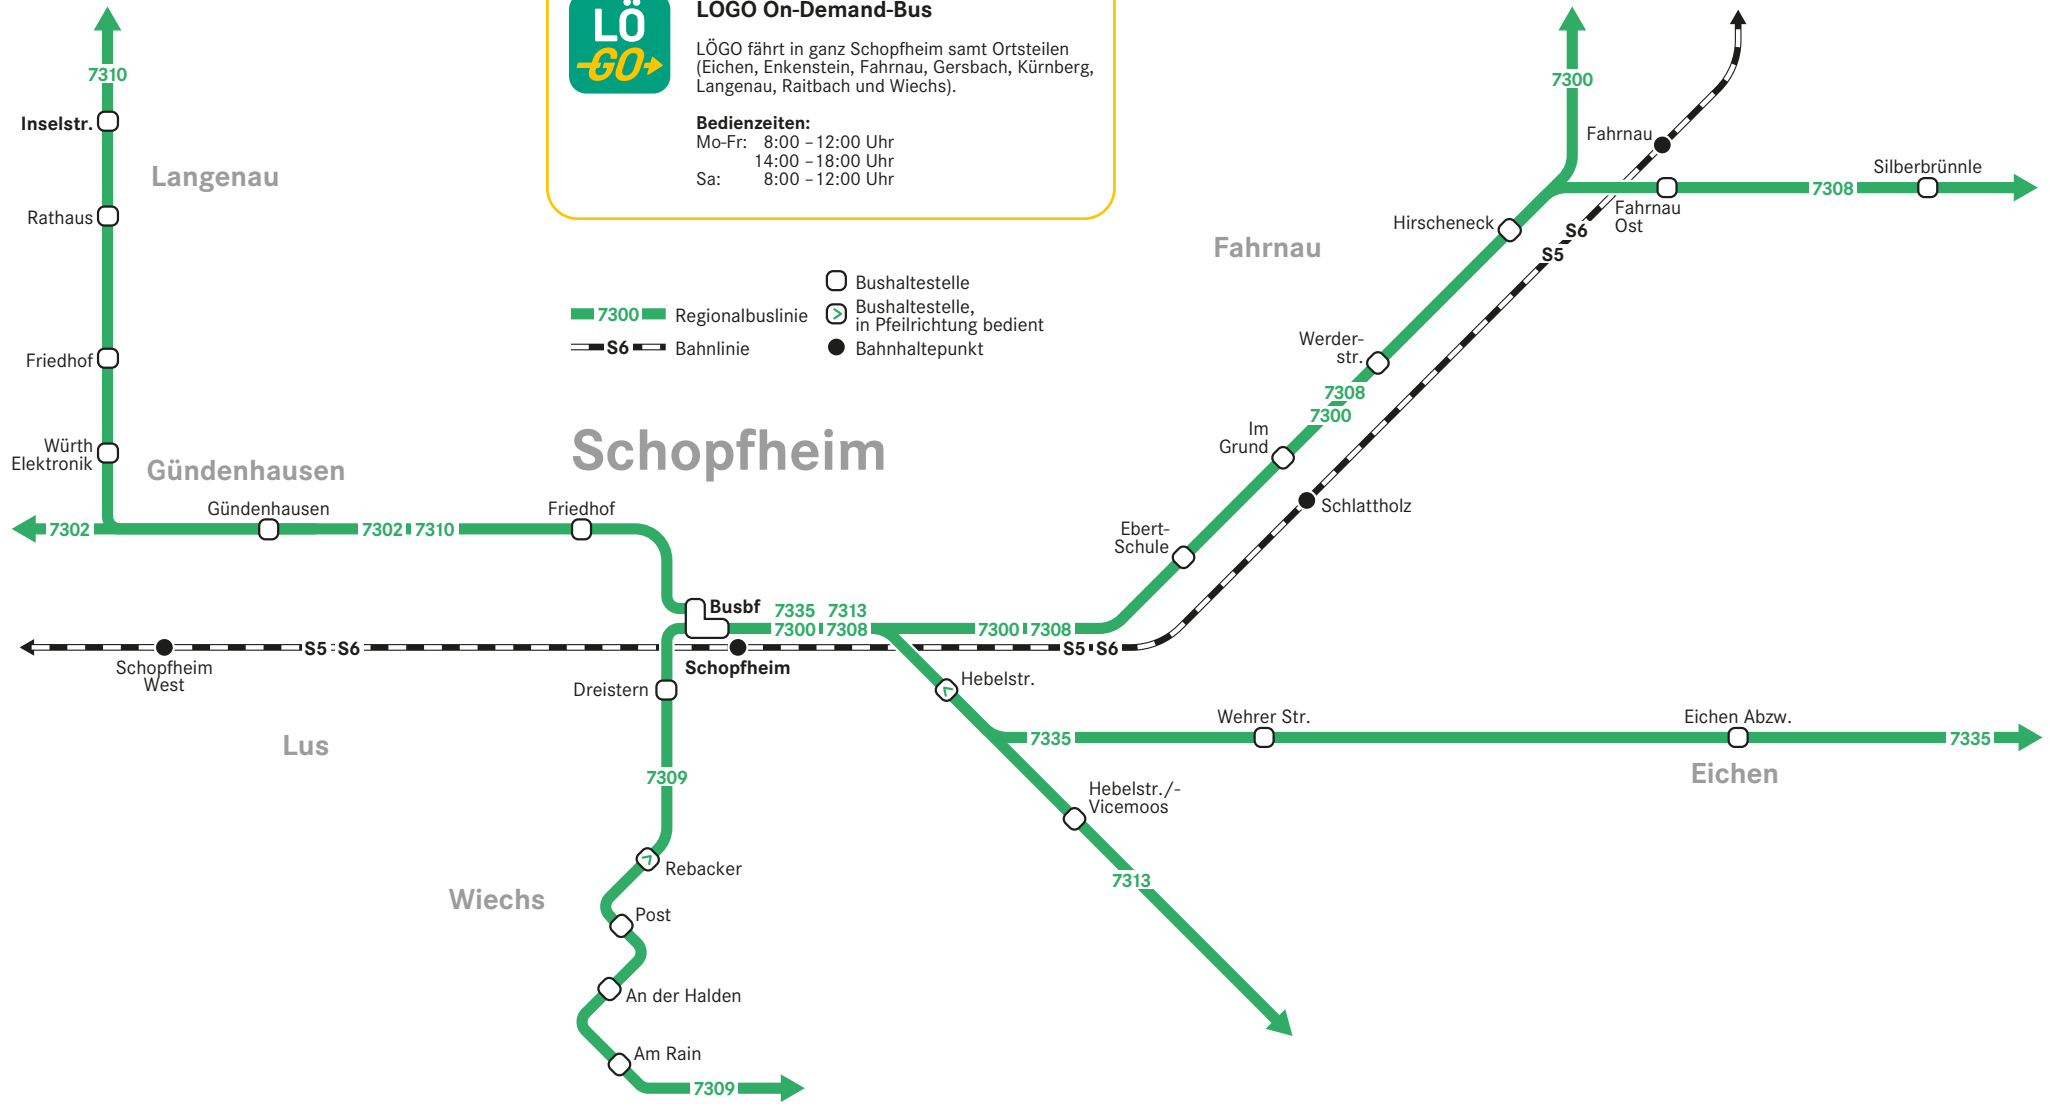 LÖ
GO
LÖGO On-Demand-Bus
LÖGO fährt in ganz Schopfheim samt Ortsteilen
(Eichen, Enkenstein, Fahrnau, Gersbach, Kürnberg,
Langenau, Raitbach und Wiechs).
Bedienzeiten:
Mo-Fr: 8:00 – 12:00 Uhr
14:00 – 18:00 Uhr
Sa: 8:00 – 12:00 Uhr
7300 Regionalbuslinie
S6 Bahnlinie
Bushaltestelle
Bushaltestelle,
in Pfeilrichtung bedient
Bahnhaltepunkt
7310
Inselstr.
Langenau
Rathaus
Friedhof
Würth
Elektronik
Gündenhausen
Gündenhausen
Friedhof
7302
7302 7310
Schopfheim
7300
Fahrnau
Silberbrünnle
7308
Fahrnau
Ost
Hirscheneck
S6
S5
Fahrnau
Werder-
str.
7308
7300
Im
Grund
Schlattholz
Ebert-
Schule
Busbf
7335 7313
7300 7308
7300 7308
S5 S6
S5 S6
Schopfheim
West
Schopfheim
Dreistern
Hebelstr.
Lus
Wehrer Str.
Eichen Abzw.
7335
7335
Eichen
7309
Hebelstr./-
Vicemoos
Rebacker
7313
Wiechs
Post
An der Halden
Am Rain
7309